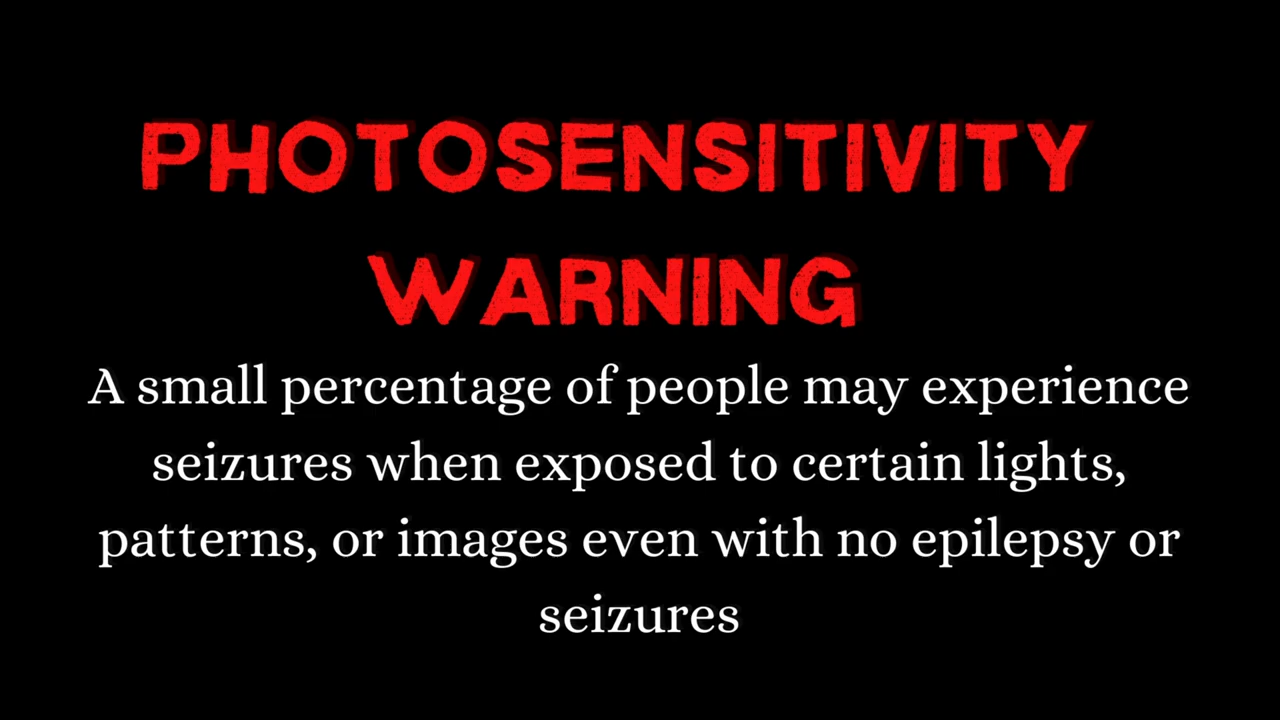 PHOTOSENSITIVITY
WARNING
A small percentage of people may experience
seizures when exposed to certain lights,
patterns, or images even with no epilepsy or
seizures